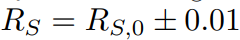 R_S = R_{S,0} ± 0.01